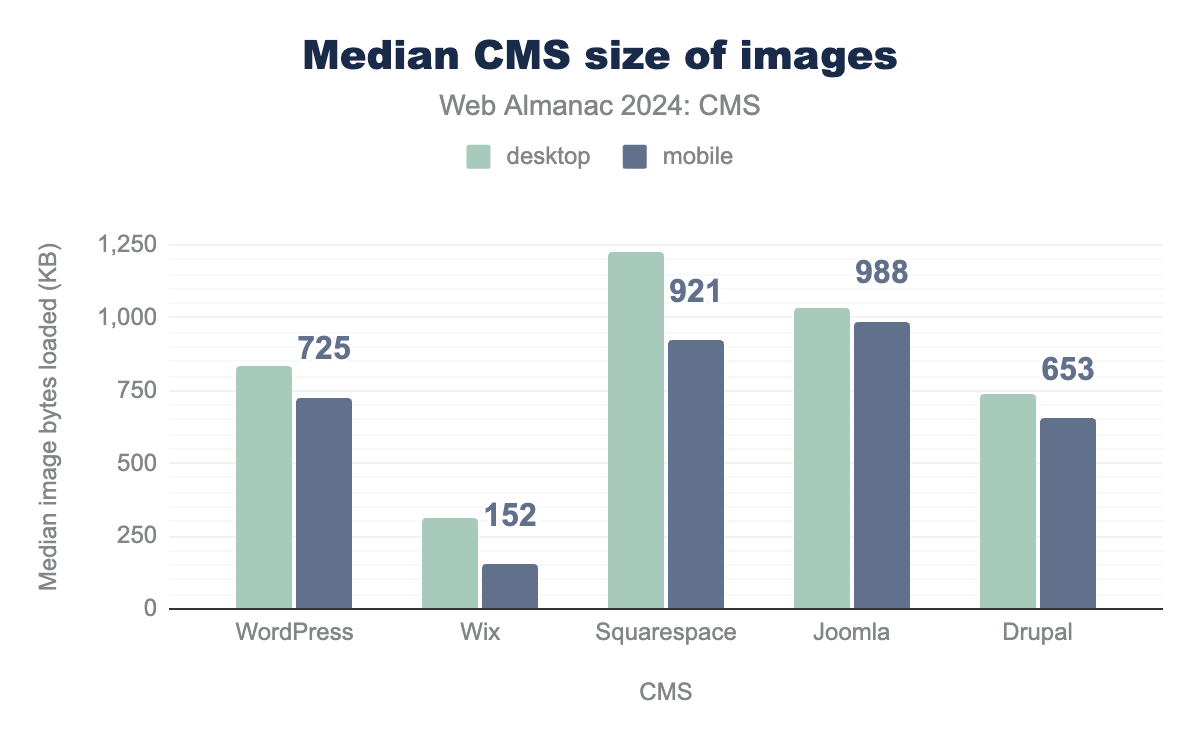 Median CMS size of images
Web Almanac 2024: CMS
desktop
mobile
Median image bytes loaded (KB)
1,250
1,000
750
500
250
0
725
152
921
988
653
WordPress
Wix
Squarespace
Joomla
Drupal
CMS